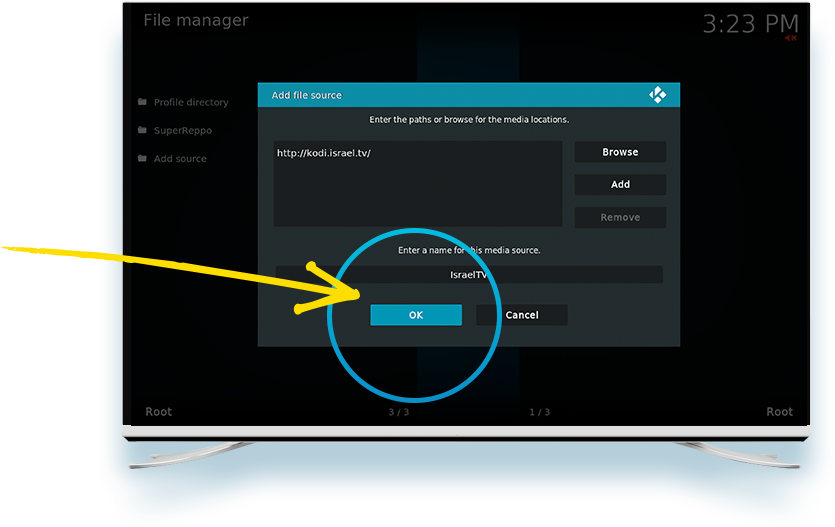 File manager
3:23 PM
Profile directory
SuperReppo
Add source
Add file source
Enter the paths or browse for the media locations.
http://kodi.israel.tv/
Browse
Add
Remove
Enter a name for this media source.
IsraelTV
OK
Cancel
Root
3 / 3
1 / 3
Root